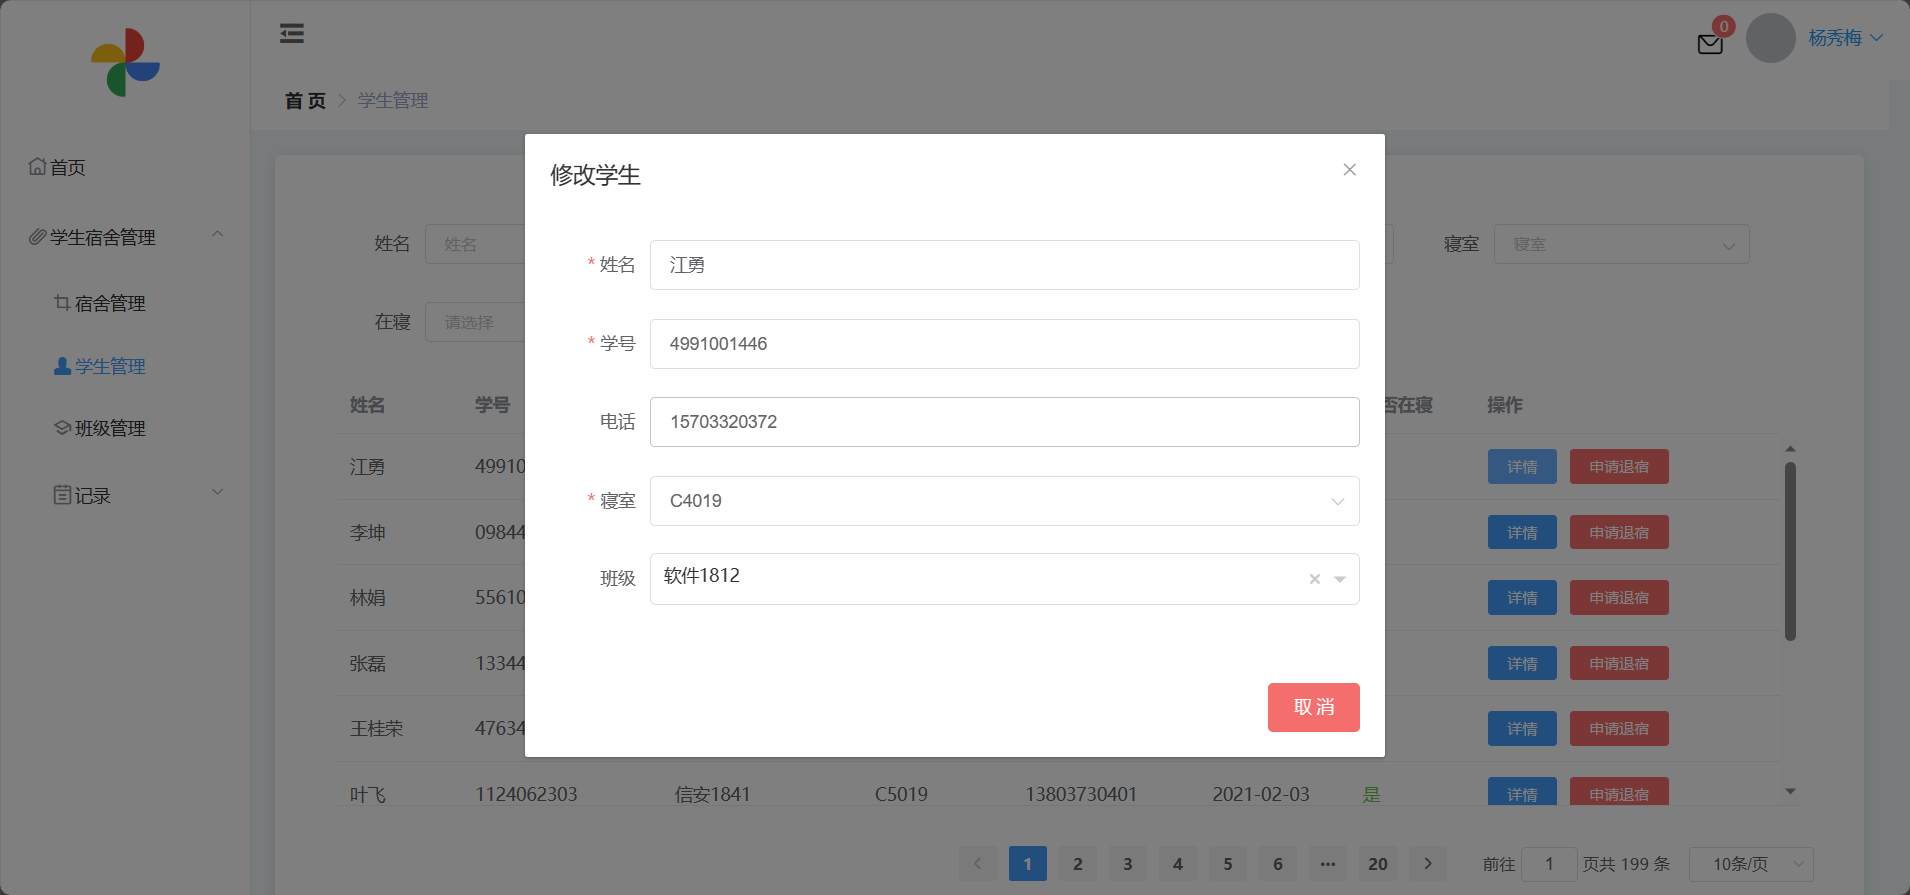 0
杨秀梅
首页
学生管理
首页
学生宿舍管理
宿舍管理
学生管理
班级管理
记录
姓名
姓名
寝室
寝室
在寝
请选择
修改学生
* 姓名
江勇
* 学号
4991001446
电话
15703320372
* 寝室
C4019
班级
软件1812
取消
姓名 学号 否在寝 操作
江勇 49910 详情 申请退宿
李坤 09844 详情 申请退宿
林娟 55610 详情 申请退宿
张磊 13344 详情 申请退宿
王桂荣 47634 详情 申请退宿
叶飞 1124062303 信安1841 C5019 13803730401 2021-02-03 是 详情 申请退宿
1 2 3 4 5 6 ··· 20 前往 1 页共 199 条 10条/页